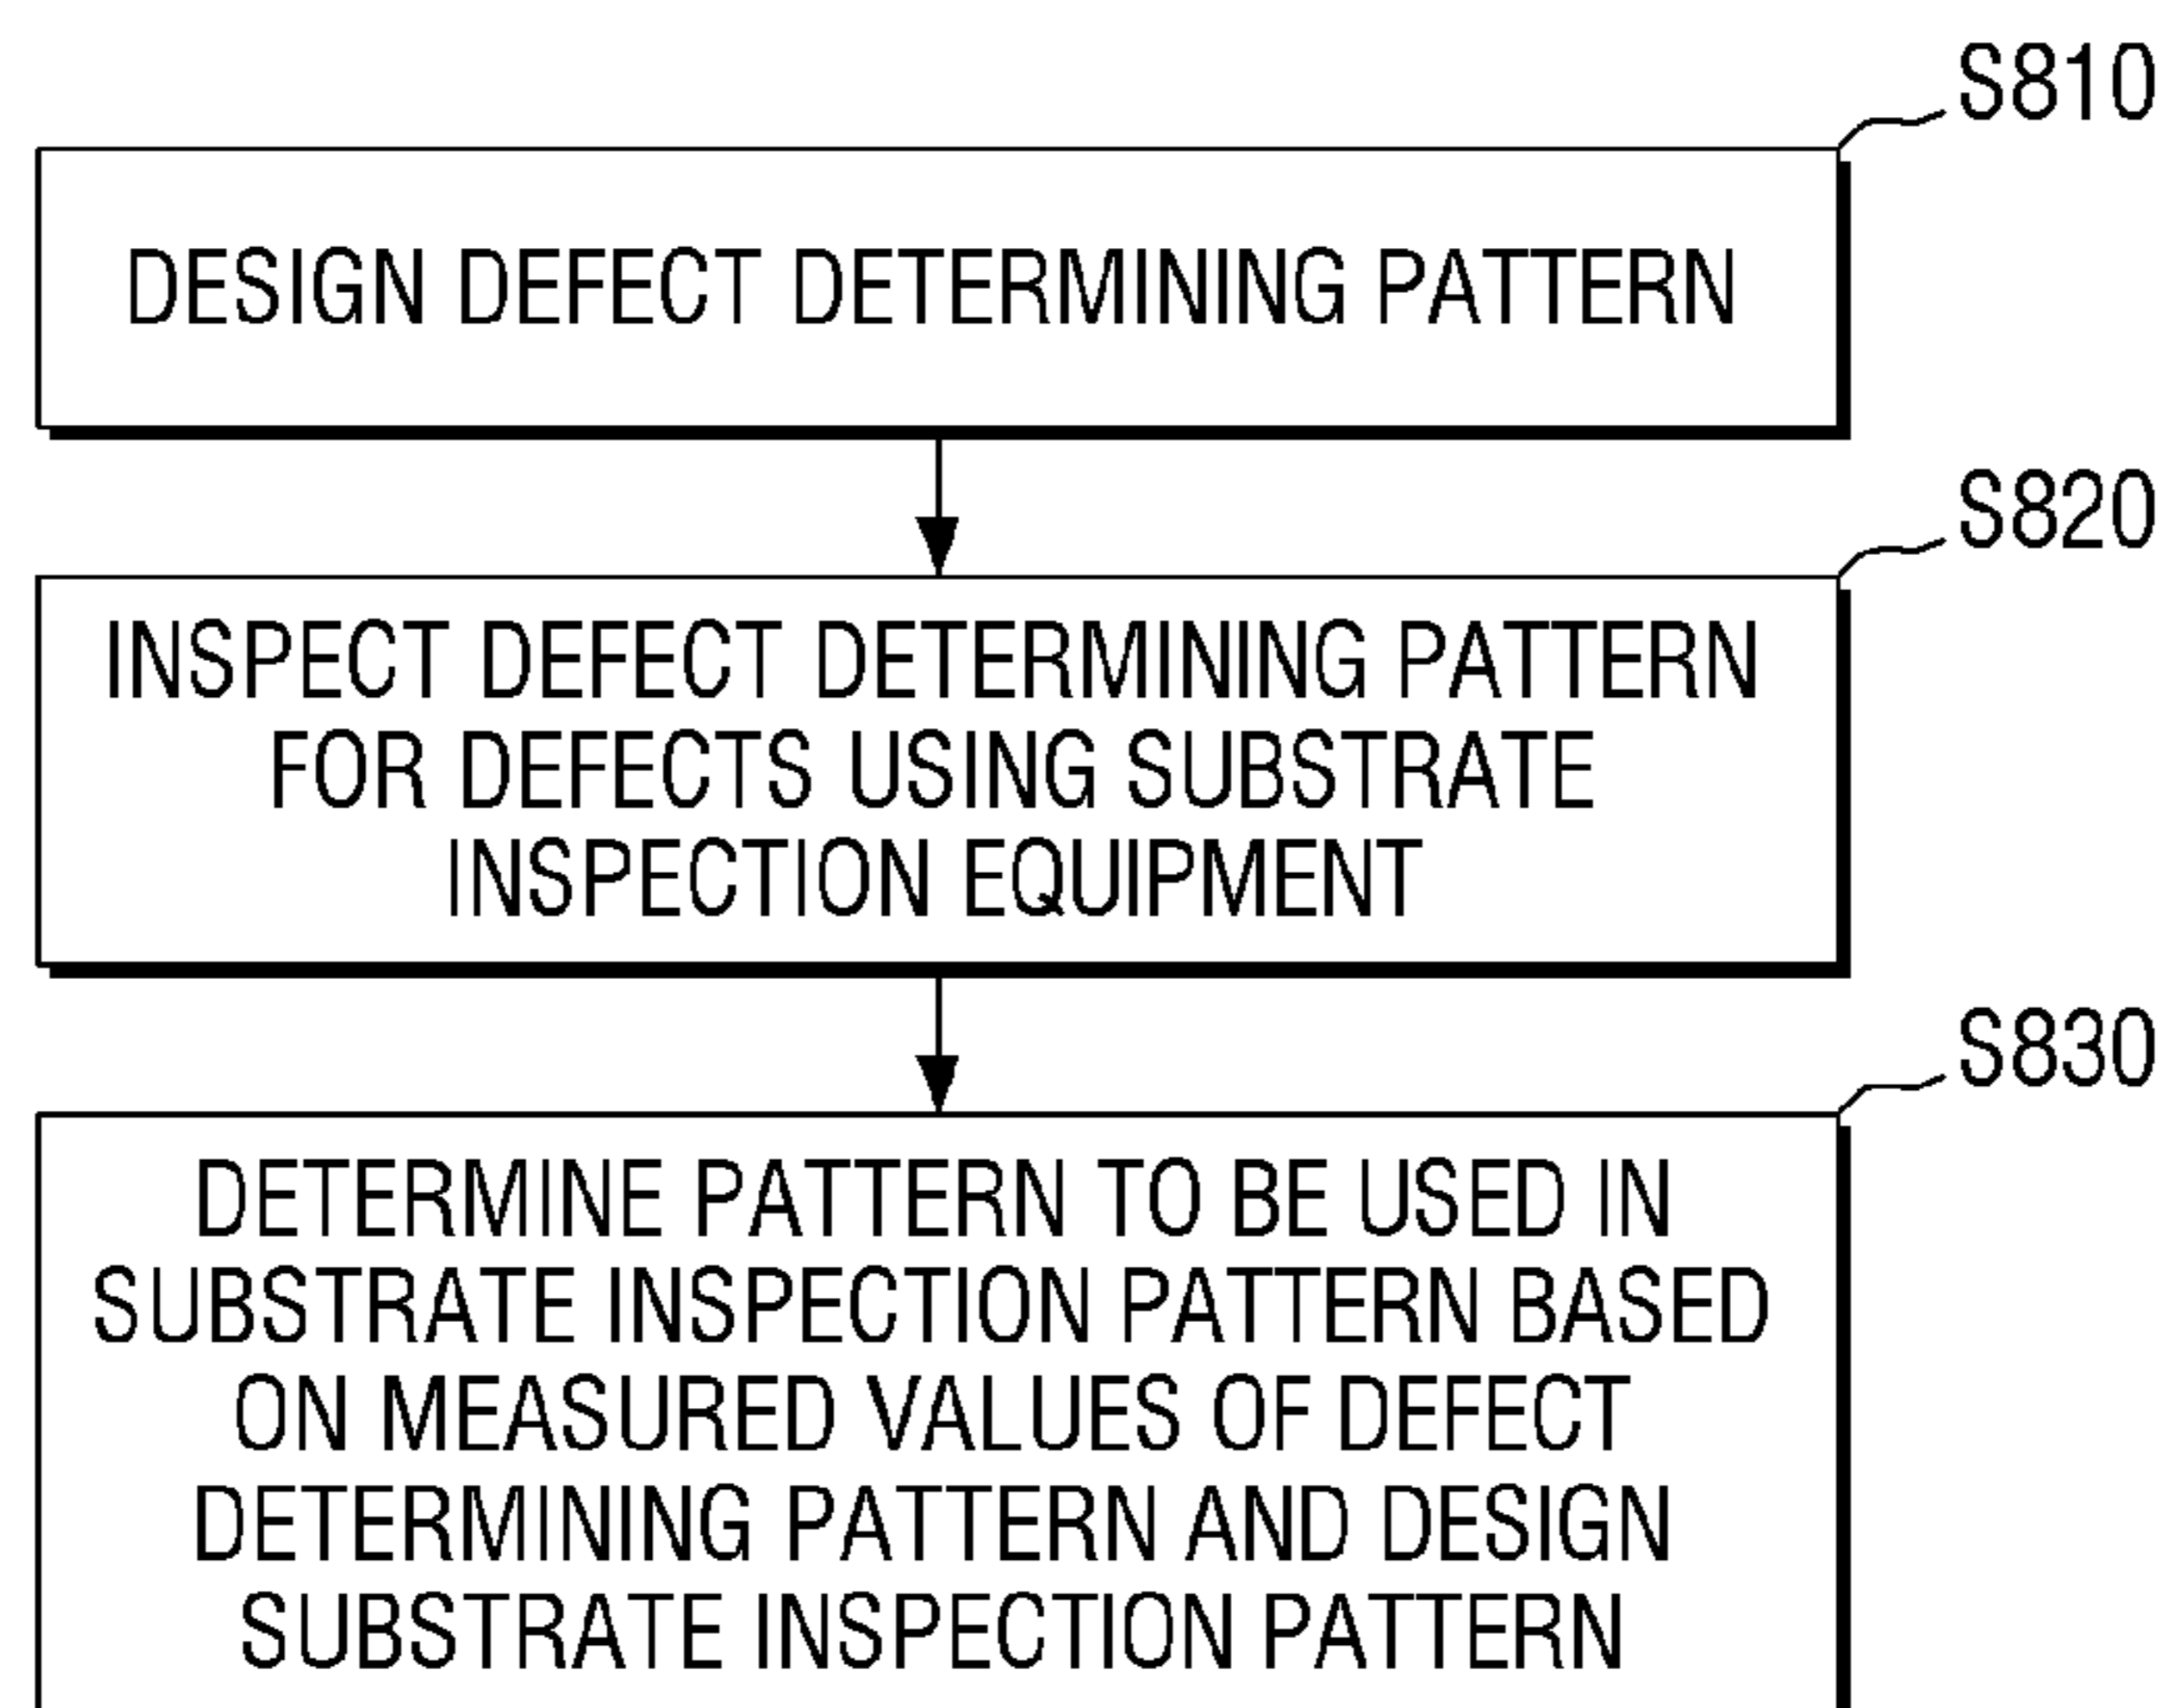 S810
DESIGN DEFECT DETERMINING PATTERN
S820
INSPECT DEFECT DETERMINING PATTERN
FOR DEFECTS USING SUBSTRATE
INSPECTION EQUIPMENT
S830
DETERMINE PATTERN TO BE USED IN
SUBSTRATE INSPECTION PATTERN BASED
ON MEASURED VALUES OF DEFECT
DETERMINING PATTERN AND DESIGN
SUBSTRATE INSPECTION PATTERN